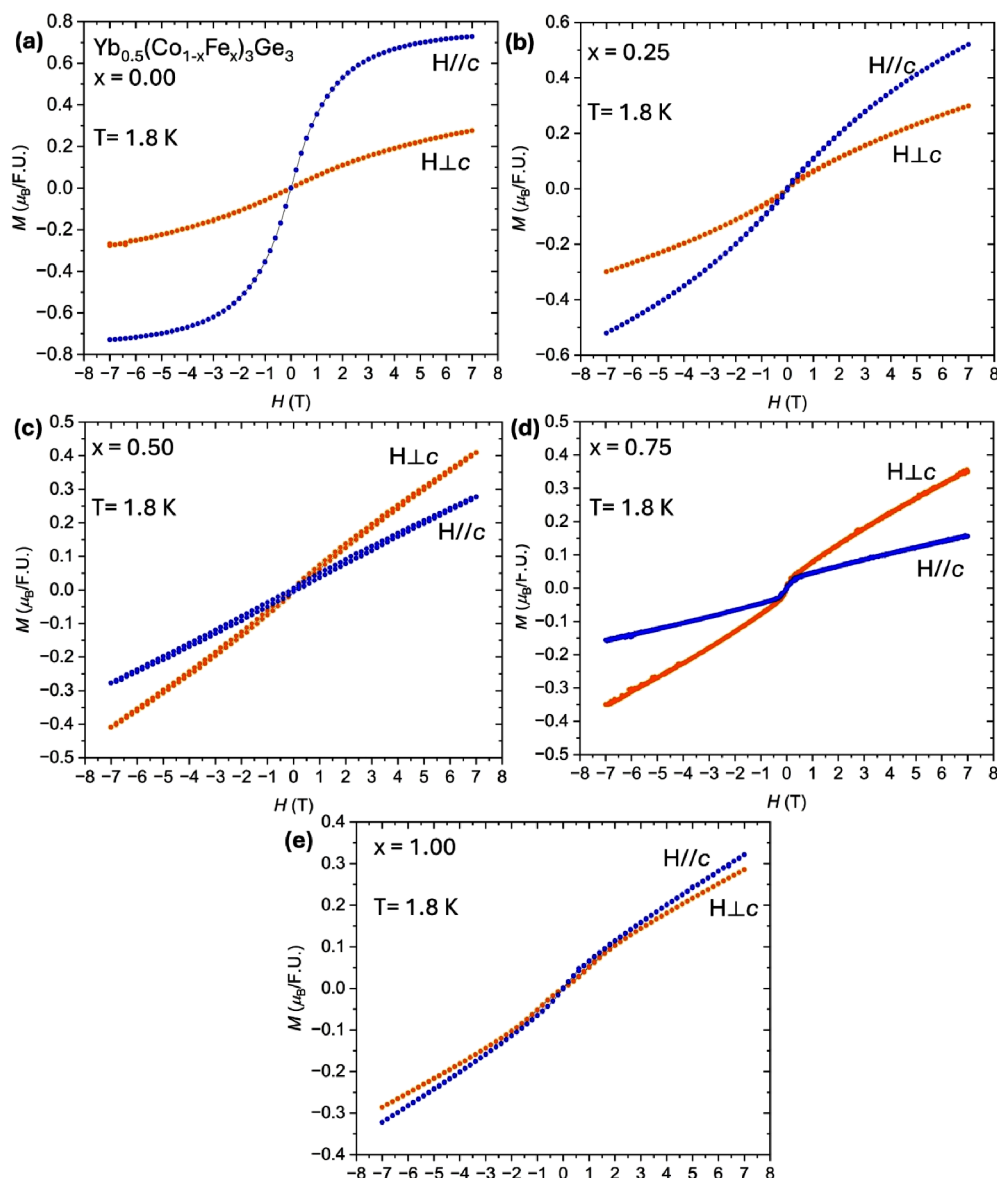 (a)
Yb0.5(Co1-xFex)3Ge3
x = 0.00
T= 1.8 K
H//c
H⊥c
M (μB/F.U.)
0.8
0.6
0.4
0.2
0.0
−0.2
−0.4
−0.6
−0.8
−8 −7 −6 −5 −4 −3 −2 −1 0 1 2 3 4 5 6 7 8
H (T)
(b)
x = 0.25
T= 1.8 K
H//c
H⊥c
M (μB/F.U.)
0.6
0.4
0.2
0.0
−0.2
−0.4
−0.6
−8 −7 −6 −5 −4 −3 −2 −1 0 1 2 3 4 5 6 7 8
H (T)
(c)
x = 0.50
T= 1.8 K
H⊥c
H//c
M (μB/F.U.)
0.5
0.4
0.3
0.2
0.1
0.0
−0.1
−0.2
−0.3
−0.4
−0.5
−8 −7 −6 −5 −4 −3 −2 −1 0 1 2 3 4 5 6 7 8
H (T)
(d)
x = 0.75
T= 1.8 K
H⊥c
H//c
M (μB/F.U.)
0.5
0.4
0.3
0.2
0.1
0.0
−0.1
−0.2
−0.3
−0.4
−0.5
−8 −7 −6 −5 −4 −3 −2 −1 0 1 2 3 4 5 6 7 8
H (T)
(e)
x = 1.00
T= 1.8 K
H//c
H⊥c
M (μB/F.U.)
0.4
0.3
0.2
0.1
0.0
−0.1
−0.2
−0.3
−0.4
−8 −7 −6 −5 −4 −3 −2 −1 0 1 2 3 4 5 6 7 8
H (T)